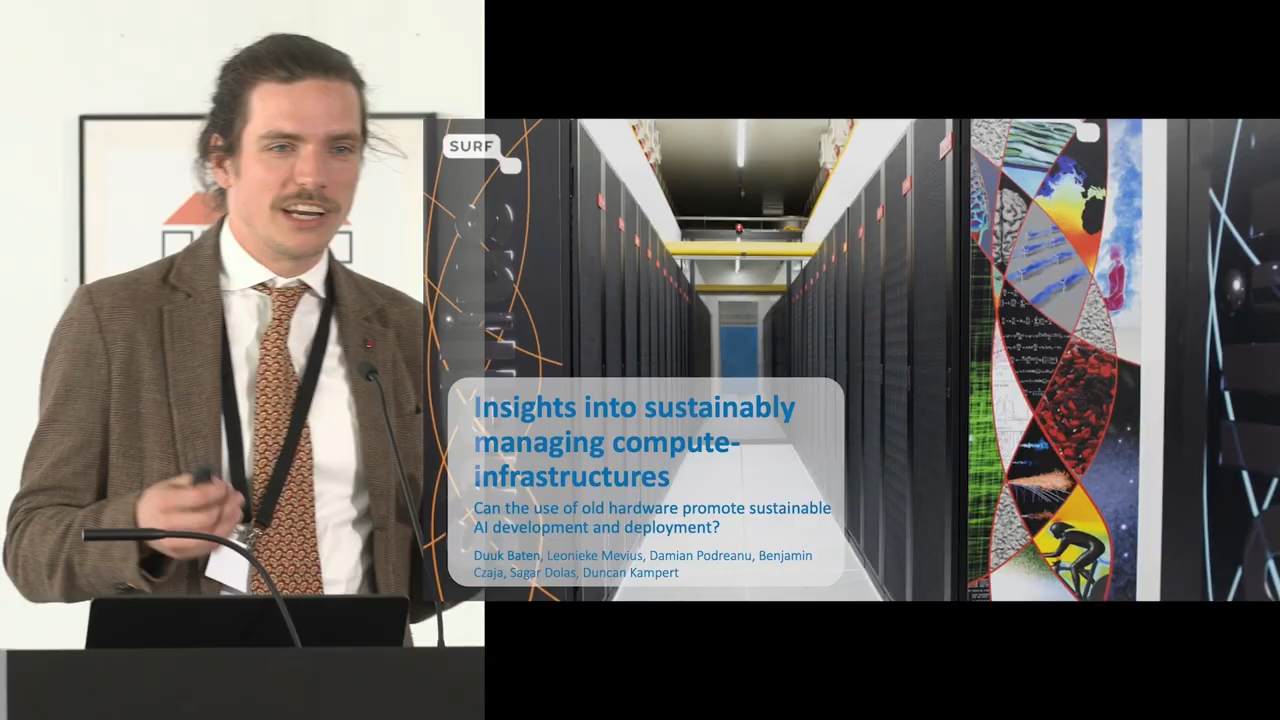 SURF
Insights into sustainably
managing compute-
infrastructures
Can the use of old hardware promote sustainable
AI development and deployment?
Duuk Baten, Leonieke Mevius, Damian Podreanu, Benjamin
Czaja, Sagar Dolas, Duncan Kampert